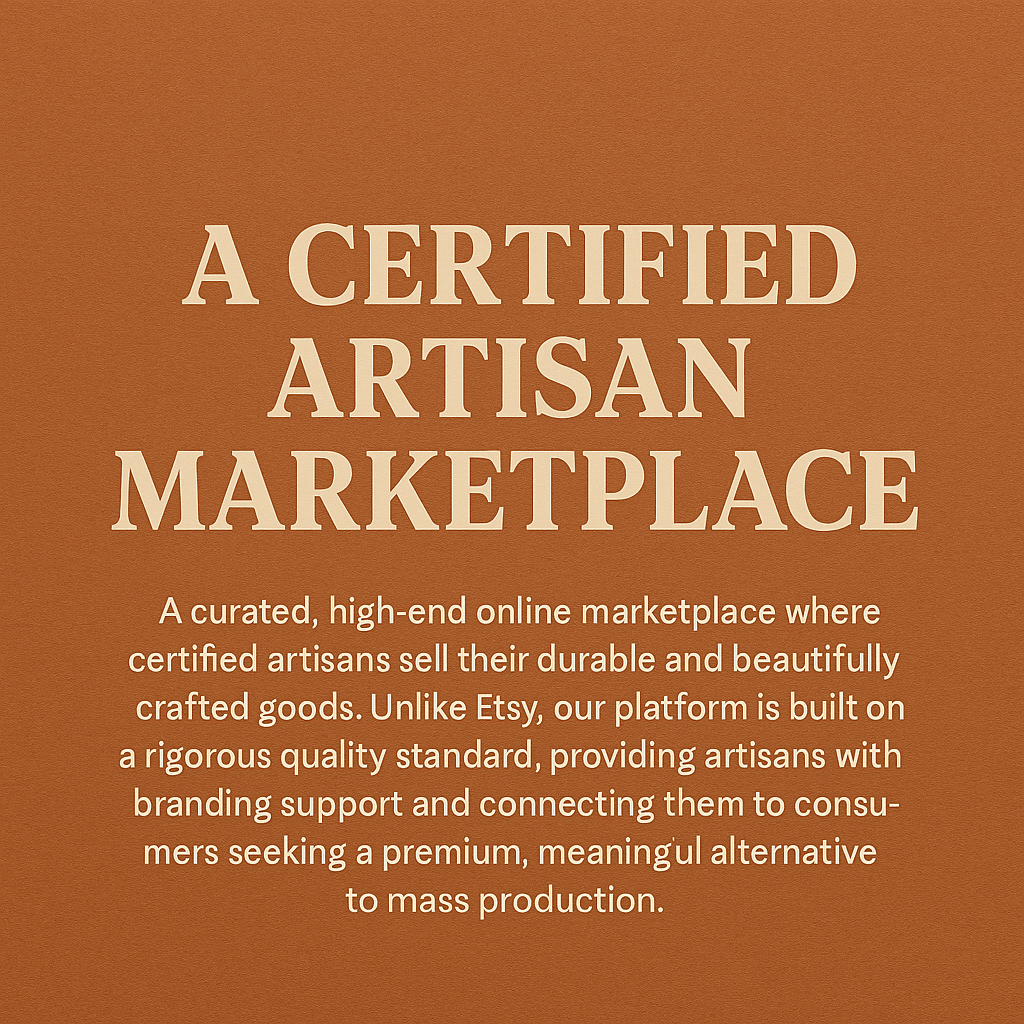 A CERTIFIED
ARTISAN
MARKETPLACE
A curated, high-end online marketplace where
certified artisans sell their durable and beautifully
crafted goods. Unlike Etsy, our platform is built on
a rigorous quality standard, providing artisans with
branding support and connecting them to consu-
mers seeking a premium, meaning'ul alternative
to mass production.